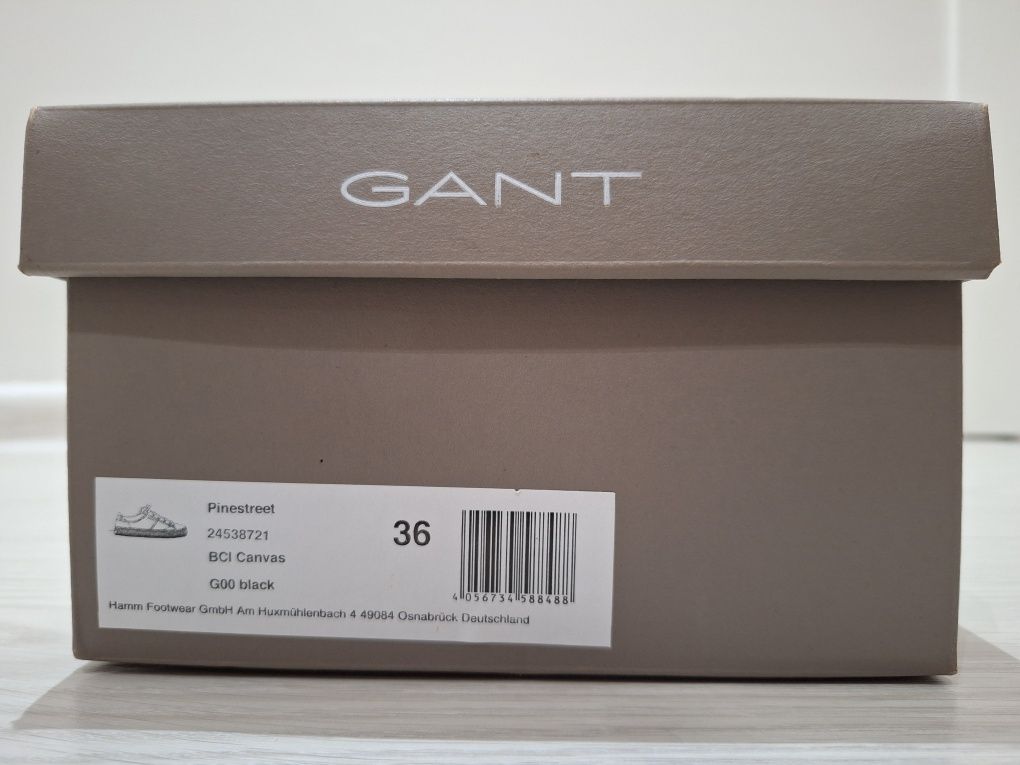 GANT
Pinestreet
24538721
BCI Canvas
G00 black
36
4 056734 588488
Hamm Footwear GmbH Am Huxmühlenbach 4 49084 Osnabrück Deutschland